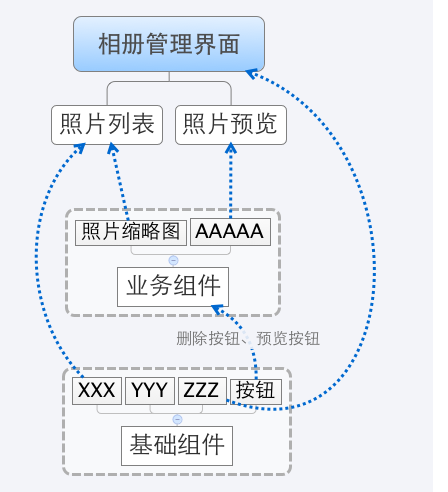 相册管理界面
照片列表 照片预览
照片缩略图 AAAAA
业务组件
删除按钮、预览按钮
XXX YYY ZZZ 按钮
基础组件